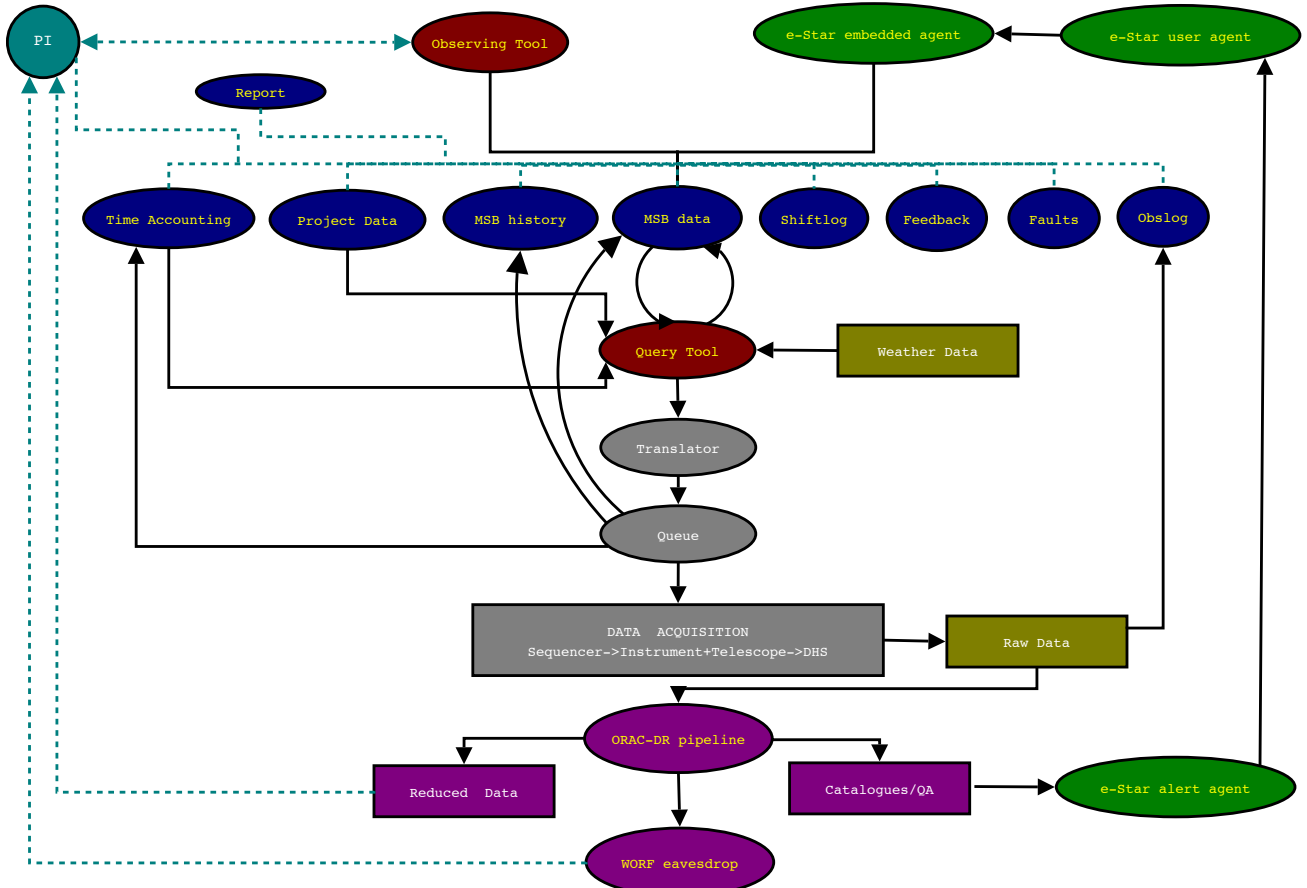 PI
Observing Tool
e-Star embedded agent
e-Star user agent
Report
Time Accounting
Project Data
MSB history
MSB data
Shiftlog
Feedback
Faults
Obslog
Query Tool
Weather Data
Translator
Queue
DATA ACQUISITION
Sequencer->Instrument+Telescope->DHS
Raw Data
ORAC-DR pipeline
Reduced Data
Catalogues/QA
e-Star alert agent
WORF eavesdrop